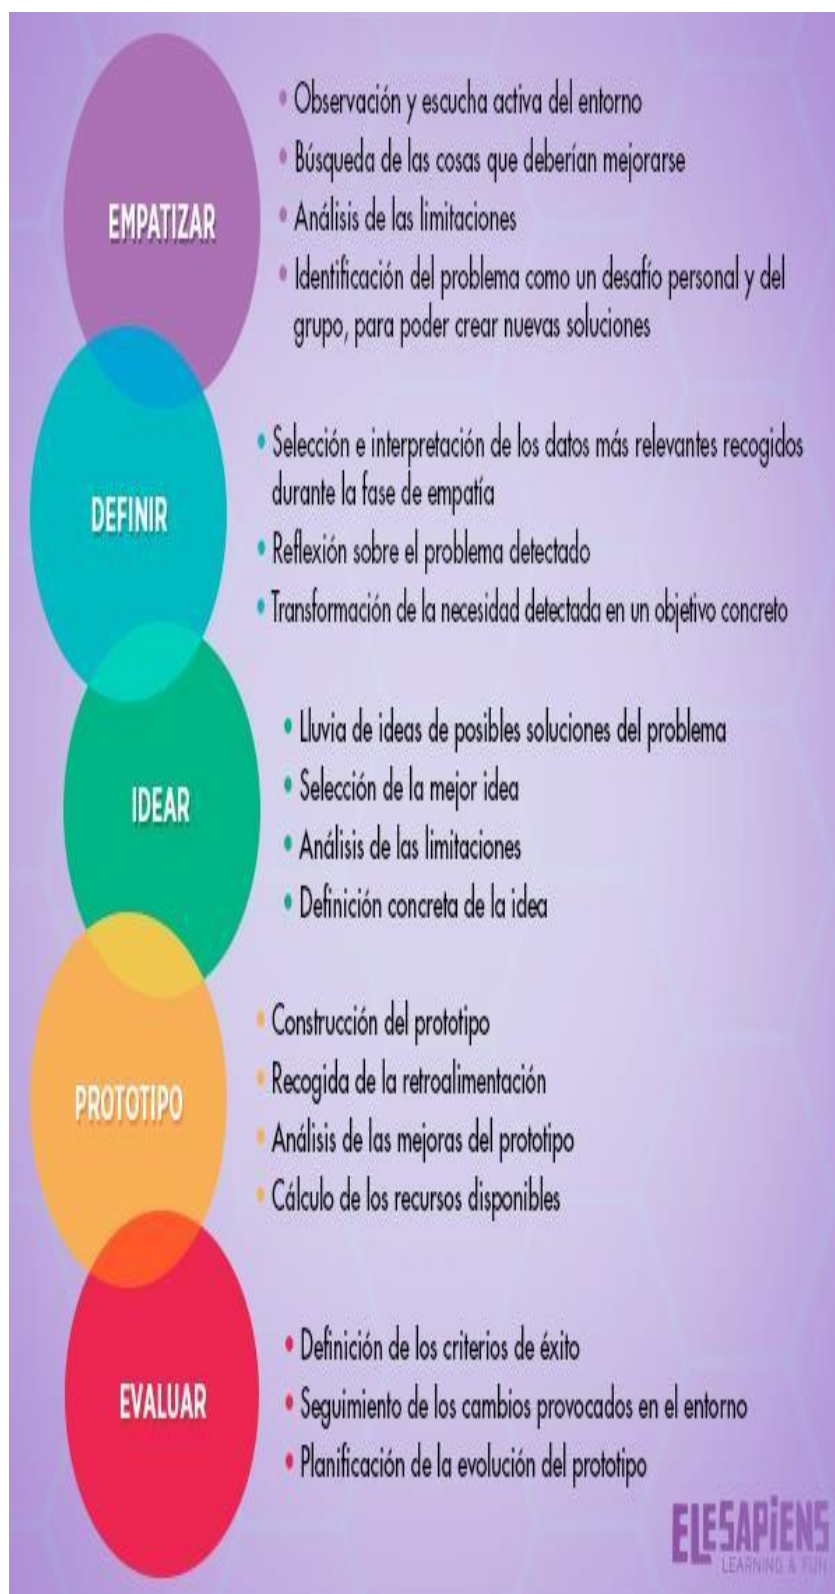 EMPATIZAR
• Observación y escucha activa del entorno
• Búsqueda de las cosas que deberían mejorarse
• Análisis de las limitaciones
• Identificación del problema como un desafío personal y del
grupo, para poder crear nuevas soluciones
DEFINIR
• Selección e interpretación de los datos más relevantes recogidos
durante la fase de empatía
• Reflexión sobre el problema detectado
• Transformación de la necesidad detectada en un objetivo concreto
IDEAR
• Lluvia de ideas de posibles soluciones del problema
• Selección de la mejor idea
• Análisis de las limitaciones
• Definición concreta de la idea
PROTOTIPO
• Construcción del prototipo
• Recogida de la retroalimentación
• Análisis de las mejoras del prototipo
• Cálculo de los recursos disponibles
EVALUAR
• Definición de los criterios de éxito
• Seguimiento de los cambios provocados en el entorno
• Planificación de la evolución del prototipo
ELESAPiENS
LEARNING & FUN